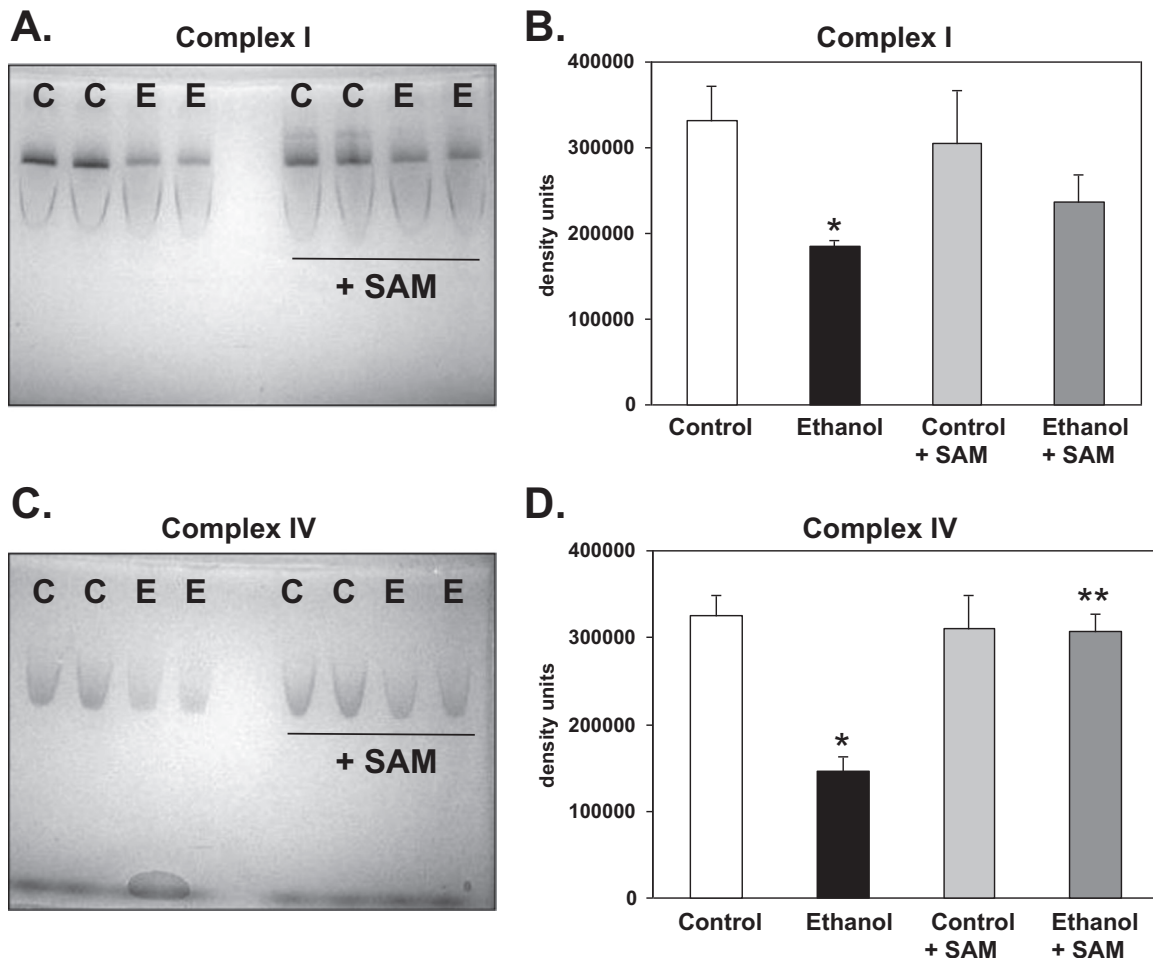 A.
Complex I
C C E E C C E E
+ SAM
B.
Complex I
400000
300000
200000
100000
0
density units
*
Control Ethanol Control + SAM Ethanol + SAM
C.
Complex IV
C C E E C C E E
+ SAM
D.
Complex IV
400000
300000
200000
100000
0
density units
*
**
Control Ethanol Control + SAM Ethanol + SAM